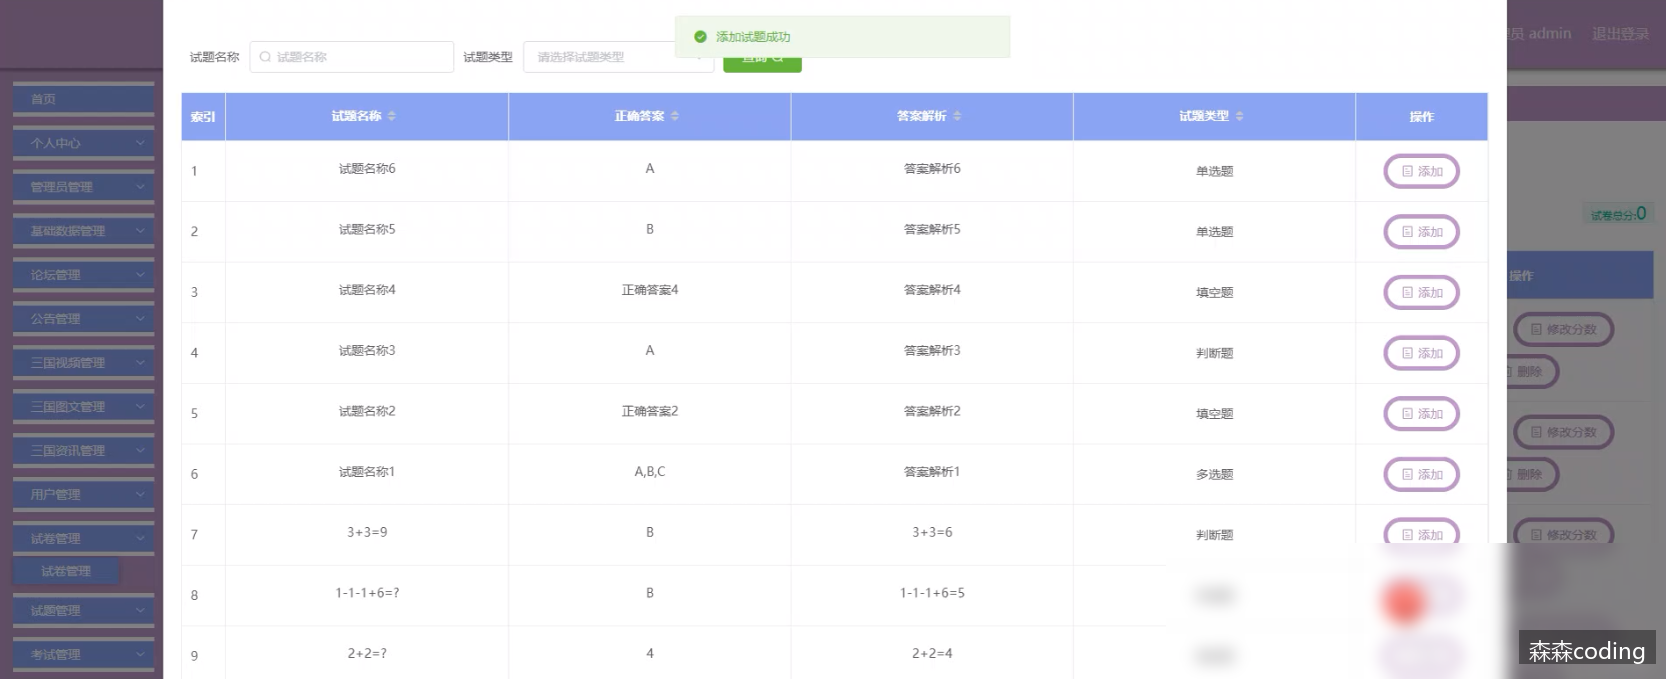 添加试题成功
员 admin 退出登录
试题名称 试题名称 试题类型 请选择试题类型 查询
首页
个人中心
管理员管理
基础数据管理
论坛管理
公告管理
三国视频管理
三国图文管理
三国资讯管理
用户管理
试卷管理
试卷管理
试题管理
考试管理
索引 试题名称 正确答案 答案解析 试题类型 操作
1 试题名称6 A 答案解析6 单选题 添加
2 试题名称5 B 答案解析5 单选题 添加
3 试题名称4 正确答案4 答案解析4 填空题 添加
4 试题名称3 A 答案解析3 判断题 添加
5 试题名称2 正确答案2 答案解析2 填空题 添加
6 试题名称1 A,B,C 答案解析1 多选题 添加
7 3+3=9 B 3+3=6 判断题 添加
8 1-1-1+6=? B 1-1-1+6=5
9 2+2=? 4 2+2=4
试卷总分:0
操作
修改分数
删除
修改分数
删除
修改分数
森森coding